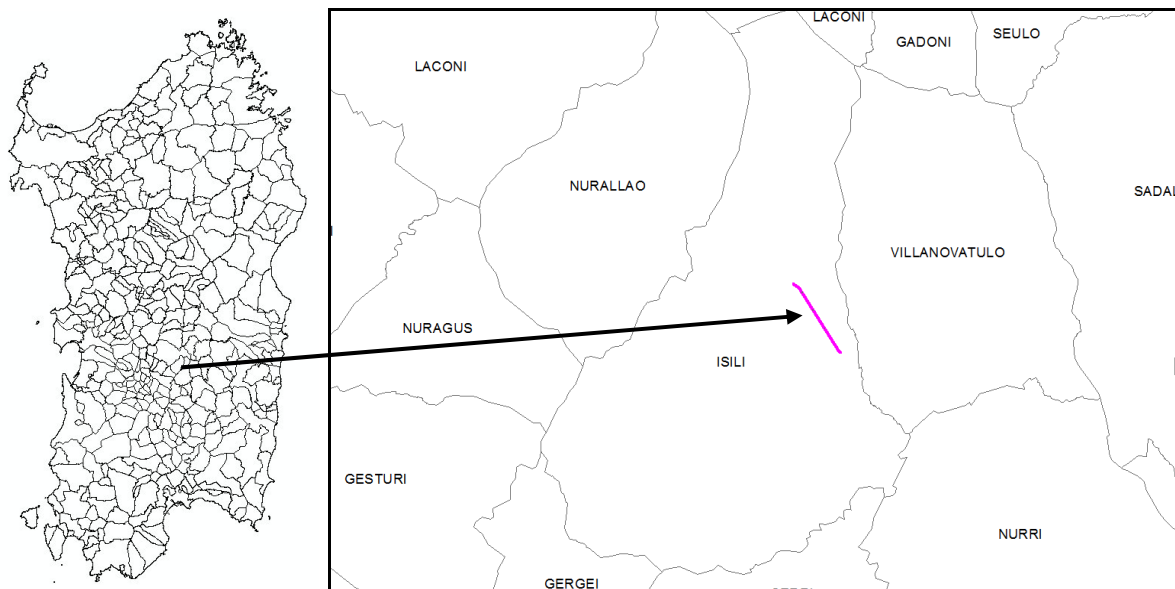 LACONI
GADONI
SEULO
LACONI
NURALLAO
SADAL
VILLANOVATULO
NURAGUS
ISILI
GESTURI
NURRI
GERGEI